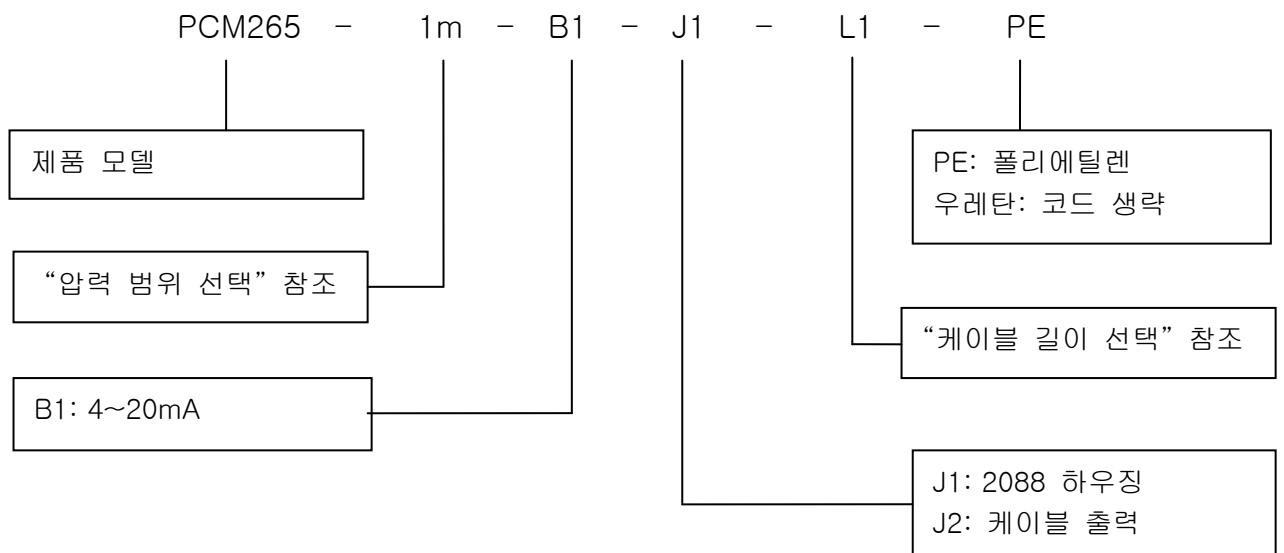 PCM265 - 1m - B1 - J1 - L1 - PE
제품 모델
PE: 폴리에틸렌
우레탄: 코드 생략
“압력 범위 선택” 참조
“케이블 길이 선택” 참조
B1: 4~20mA
J1: 2088 하우징
J2: 케이블 출력